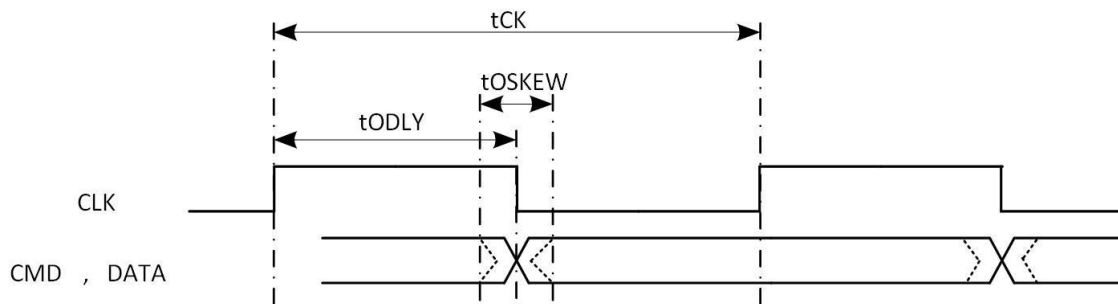 tCK
tOSKEW
tODLY
CLK
CMD , DATA